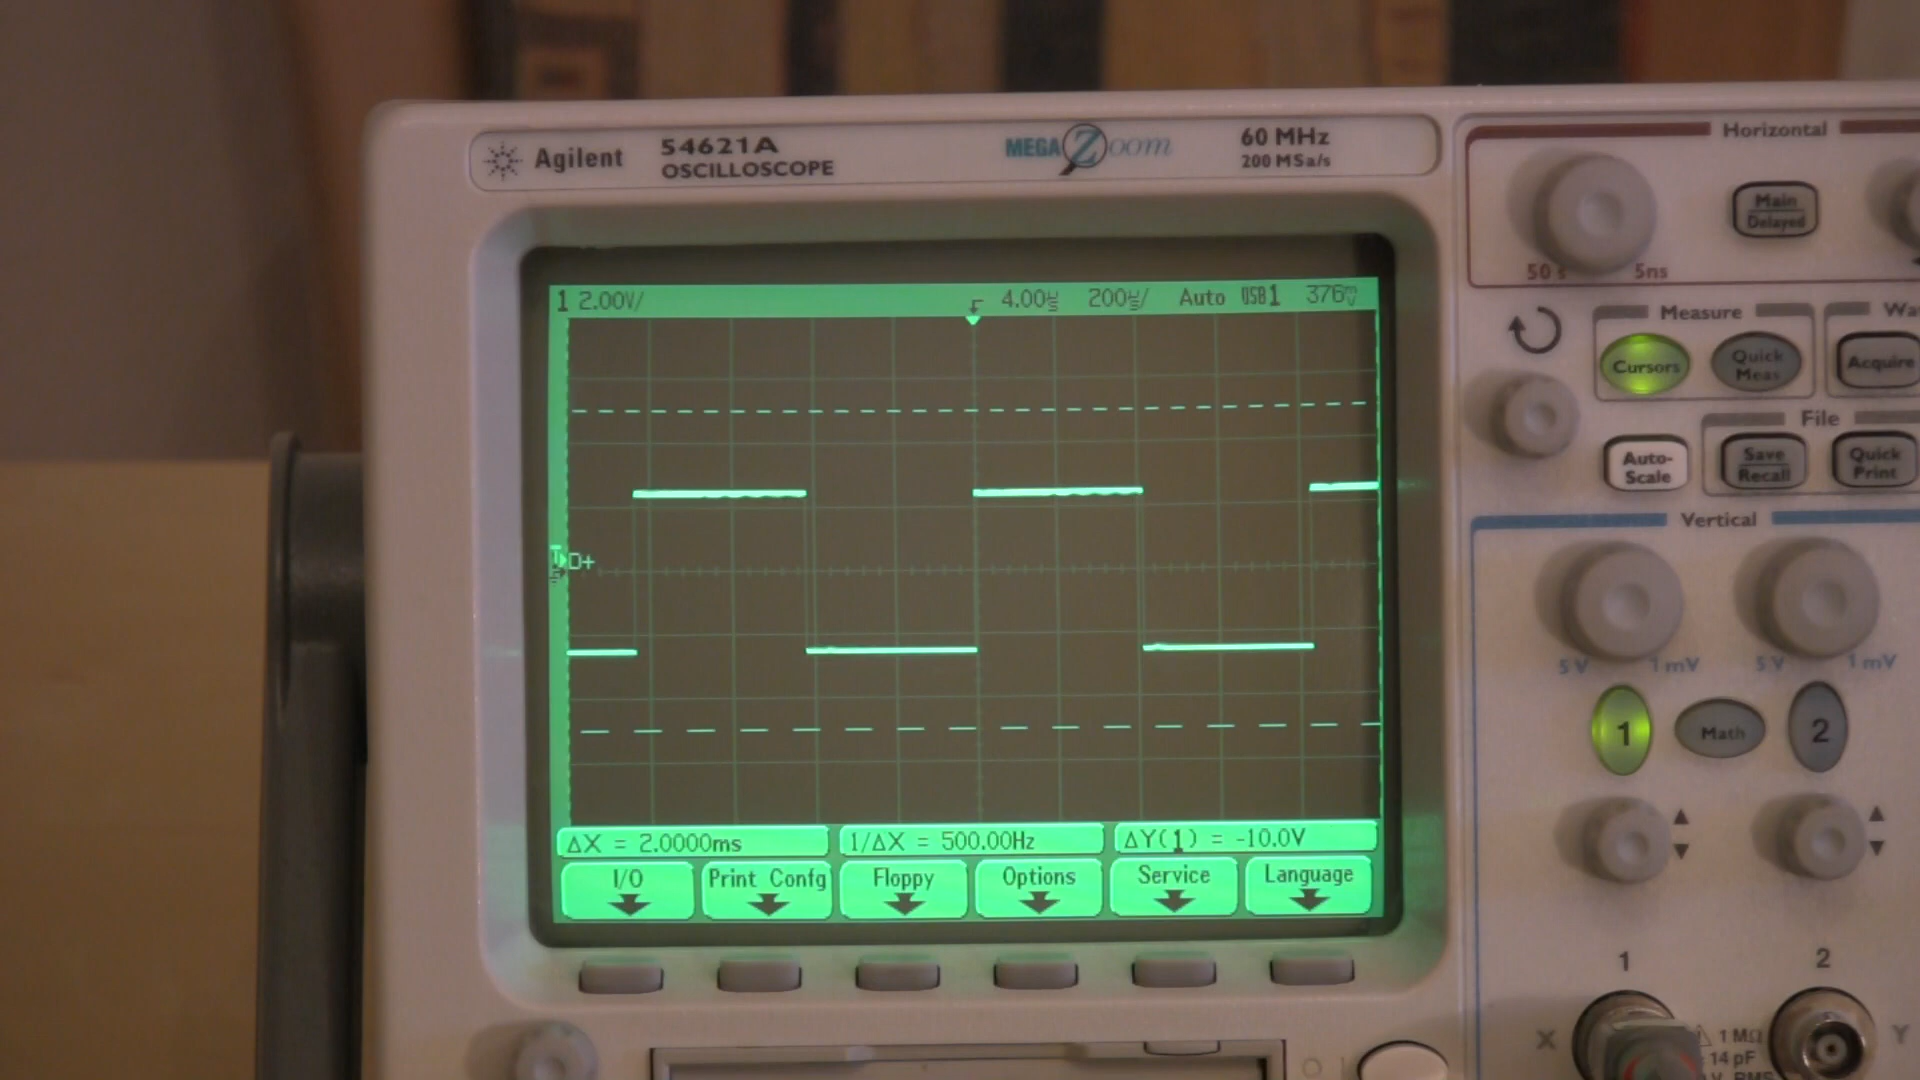 Agilent 54621A OSCILLOSCOPE
MEGA Zoom
60 MHz
200 MSa/s
Horizontal
Main
Delayed
50 s 5ns
1 2.00V/ 4.00µs 200µs/ Auto 1 376
D+
ΔX = 2.0000ms 1/ΔX = 500.00Hz ΔY(1) = -10.0V
I/O Print Confg Floppy Options Service Language
Measure
Cursors
Quick
Meas
Acquire
File
Auto-
Scale
Save
Recall
Quick
Print
Vertical
5 V 1 mV 5 V 1 mV
1 Math 2
1 2
X 1 MΩ Y
14 pF